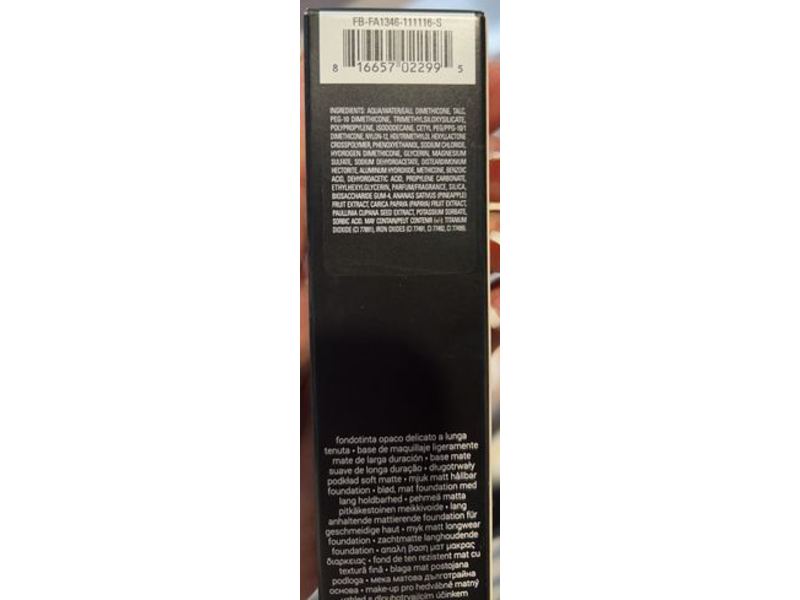 FB-FA1346-111116-S
8 16657 02299 5
INGREDIENTS: AQUA/WATER/EAU, DIMETHICONE, TALC,
PEG-10 DIMETHICONE, TRIMETHYLSILOXYSILICATE,
POLYPROPYLENE, ISODODECANE, CETYL PEG/PPG-10/1
DIMETHICONE, NYLON-12, HDI/TRIMETHYLOL HEXYLLACTONE
CROSSPOLYMER, PHENOXYETHANOL, SODIUM CHLORIDE,
HYDROGEN DIMETHICONE, GLYCERIN, MAGNESIUM
SULFATE, SODIUM DEHYDROACETATE, DISTEARDIMONIUM
HECTORITE, ALUMINUM HYDROXIDE, METHICONE, BENZOIC
ACID, DEHYDROACETIC ACID, PROPYLENE CARBONATE,
ETHYLHEXYLGLYCERIN, PARFUM/FRAGRANCE, SILICA,
BIOSACCHARIDE GUM-4, ANANAS SATIVUS (PINEAPPLE)
FRUIT EXTRACT, CARICA PAPAYA (PAPAYA) FRUIT EXTRACT,
PAULLINIA CUPANA SEED EXTRACT, POTASSIUM SORBATE,
SORBIC ACID. MAY CONTAIN/PEUT CONTENIR (+/-): TITANIUM
DIOXIDE (CI 77891), IRON OXIDES (CI 77491, CI 77492, CI 77499).
fondotinta opaco delicato a lunga
tenuta • base de maquillaje ligeramente
mate de larga duración • base mate
suave de longa duração • długotrwały
podkład soft matte • mjuk matt hållbar
foundation • blød, mat foundation med
lang holdbarhed • pehmeä matta
pitkäkestoinen meikkivoide • lang
anhaltende mattierende foundation für
geschmeidige haut • myk matt longwear
foundation • zachtmatte langhoudende
foundation • απαλη βαση ματ μακρας
διαρκειας • fond de ten rezistent mat cu
textură fină • blaga mat postojana
podloga • мека матова дълготрайна
основа • make-up pro hedvábně matný
vzhled s dlouhotrvajícím účinkem